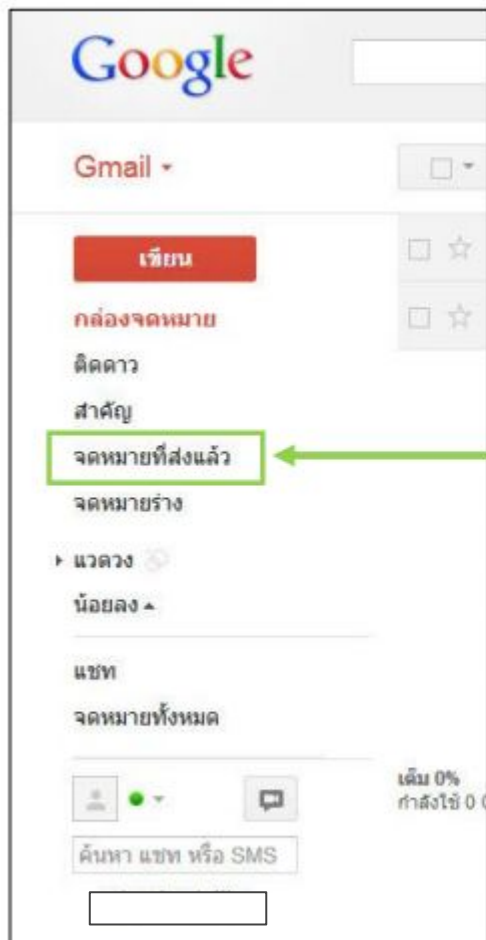 Google
Gmail
เขียน
กล่องจดหมาย
ติดดาว
สำคัญ
จดหมายที่ส่งแล้ว
จดหมายร่าง
แวดวง
น้อยลง
แชท
จดหมายทั้งหมด
เต็ม 0%
กำลังใช้ 0
ค้นหา แชท หรือ SMS